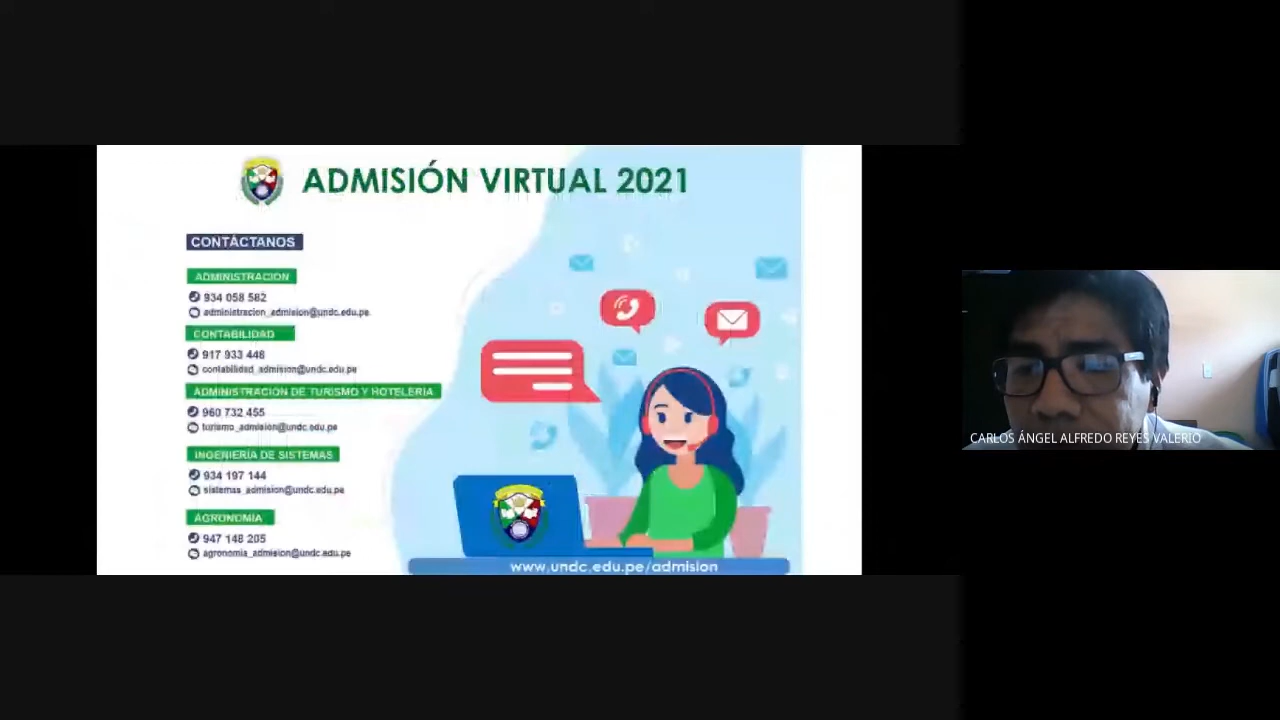 ADMISIÓN VIRTUAL 2021
CONTÁCTANOS
ADMINISTRACION
934 058 582
administracion_admision@undc.edu.pe
CONTABILIDAD
917 933 448
contabilidad_admision@undc.edu.pe
ADMINISTRACION DE TURISMO Y HOTELERIA
960 732 455
turismo_admision@undc.edu.pe
INGENIERÍA DE SISTEMAS
934 197 144
sistemas_admision@undc.edu.pe
AGRONOMÍA
947 148 205
agronomia_admision@undc.edu.pe
www.undc.edu.pe/admision
CARLOS ÁNGEL ALFREDO REYES VALERIO